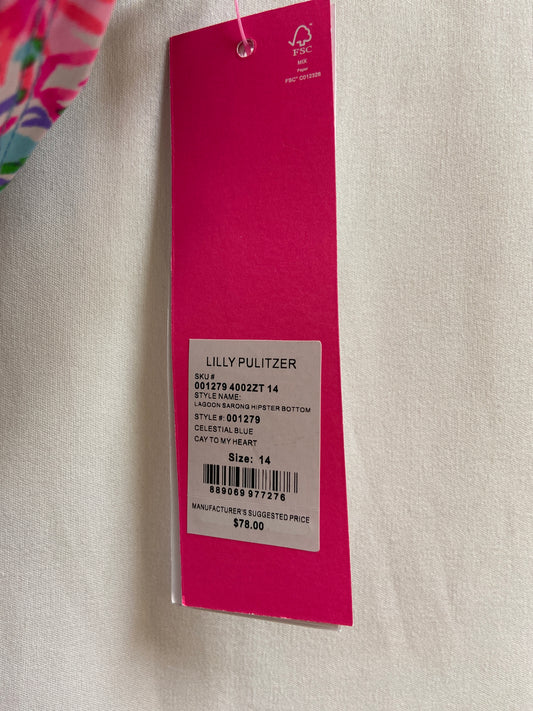 FSC
MIX
Paper
FSC® C012326
LILLY PULITZER
SKU #
001279 4002ZT 14
STYLE NAME:
LAGOON SARONG HIPSTER BOTTOM
STYLE #: 001279
CELESTIAL BLUE
CAY TO MY HEART
Size: 14
889069 977276
MANUFACTURER'S SUGGESTED PRICE
$78.00